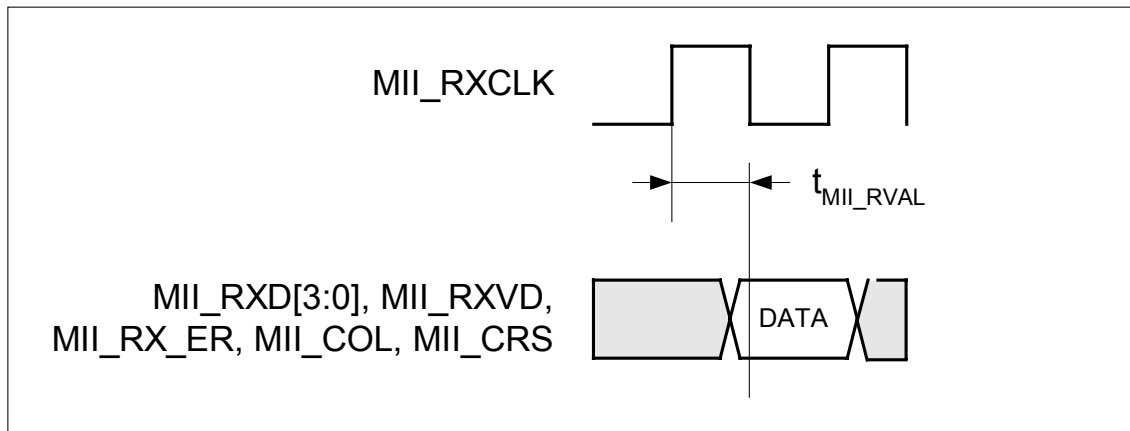 MII_RXCLK
tMII_RVAL
MII_RXD[3:0], MII_RXVD,
MII_RX_ER, MII_COL, MII_CRS
DATA